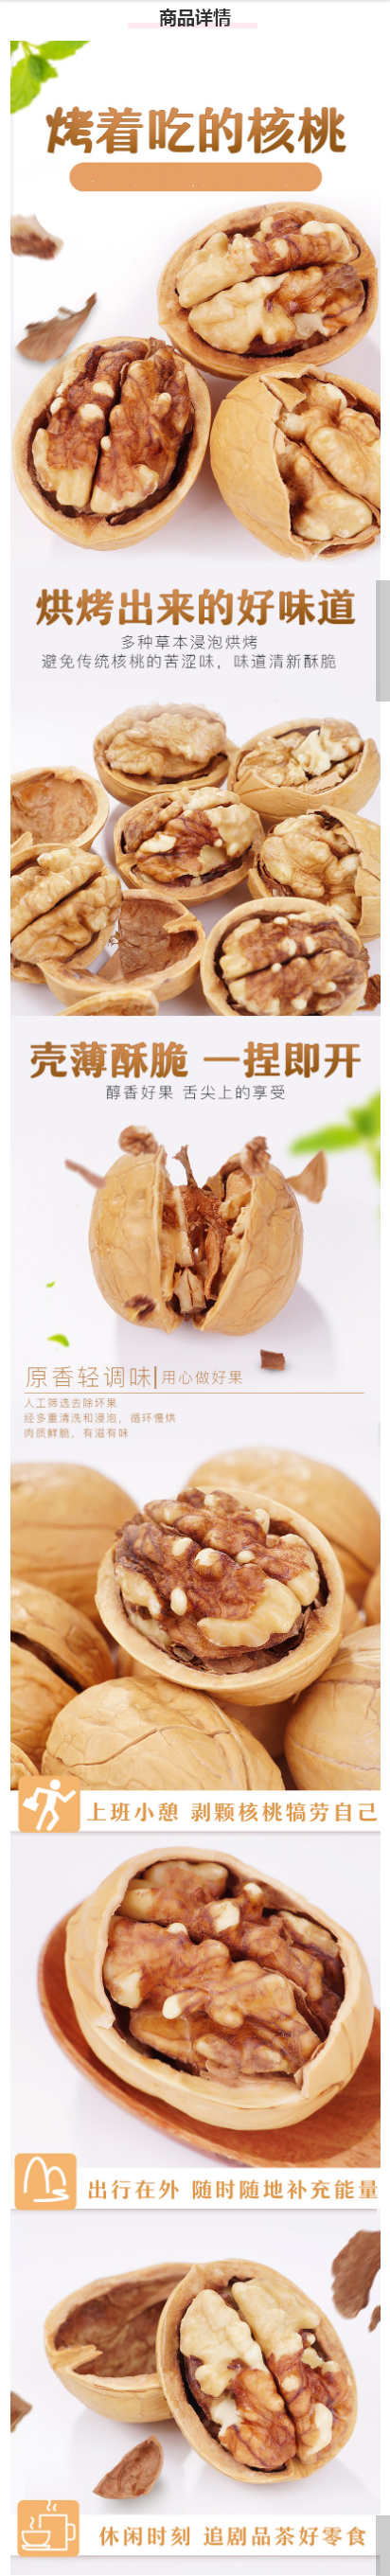 商品详情
烤着吃的核桃
烘烤出来的好味道
多种草本浸泡烘烤
避免传统核桃的苦涩味，味道清新酥脆
壳薄酥脆 一捏即开
醇香好果 舌尖上的享受
原香轻调味|用心做好果
人工筛选去除坏果
经多重清洗和浸泡，循环慢烘
肉质鲜脆，有滋有味
上班小憩 剥颗核桃犒劳自己
出行在外 随时随地补充能量
休闲时刻 追剧品茶好零食